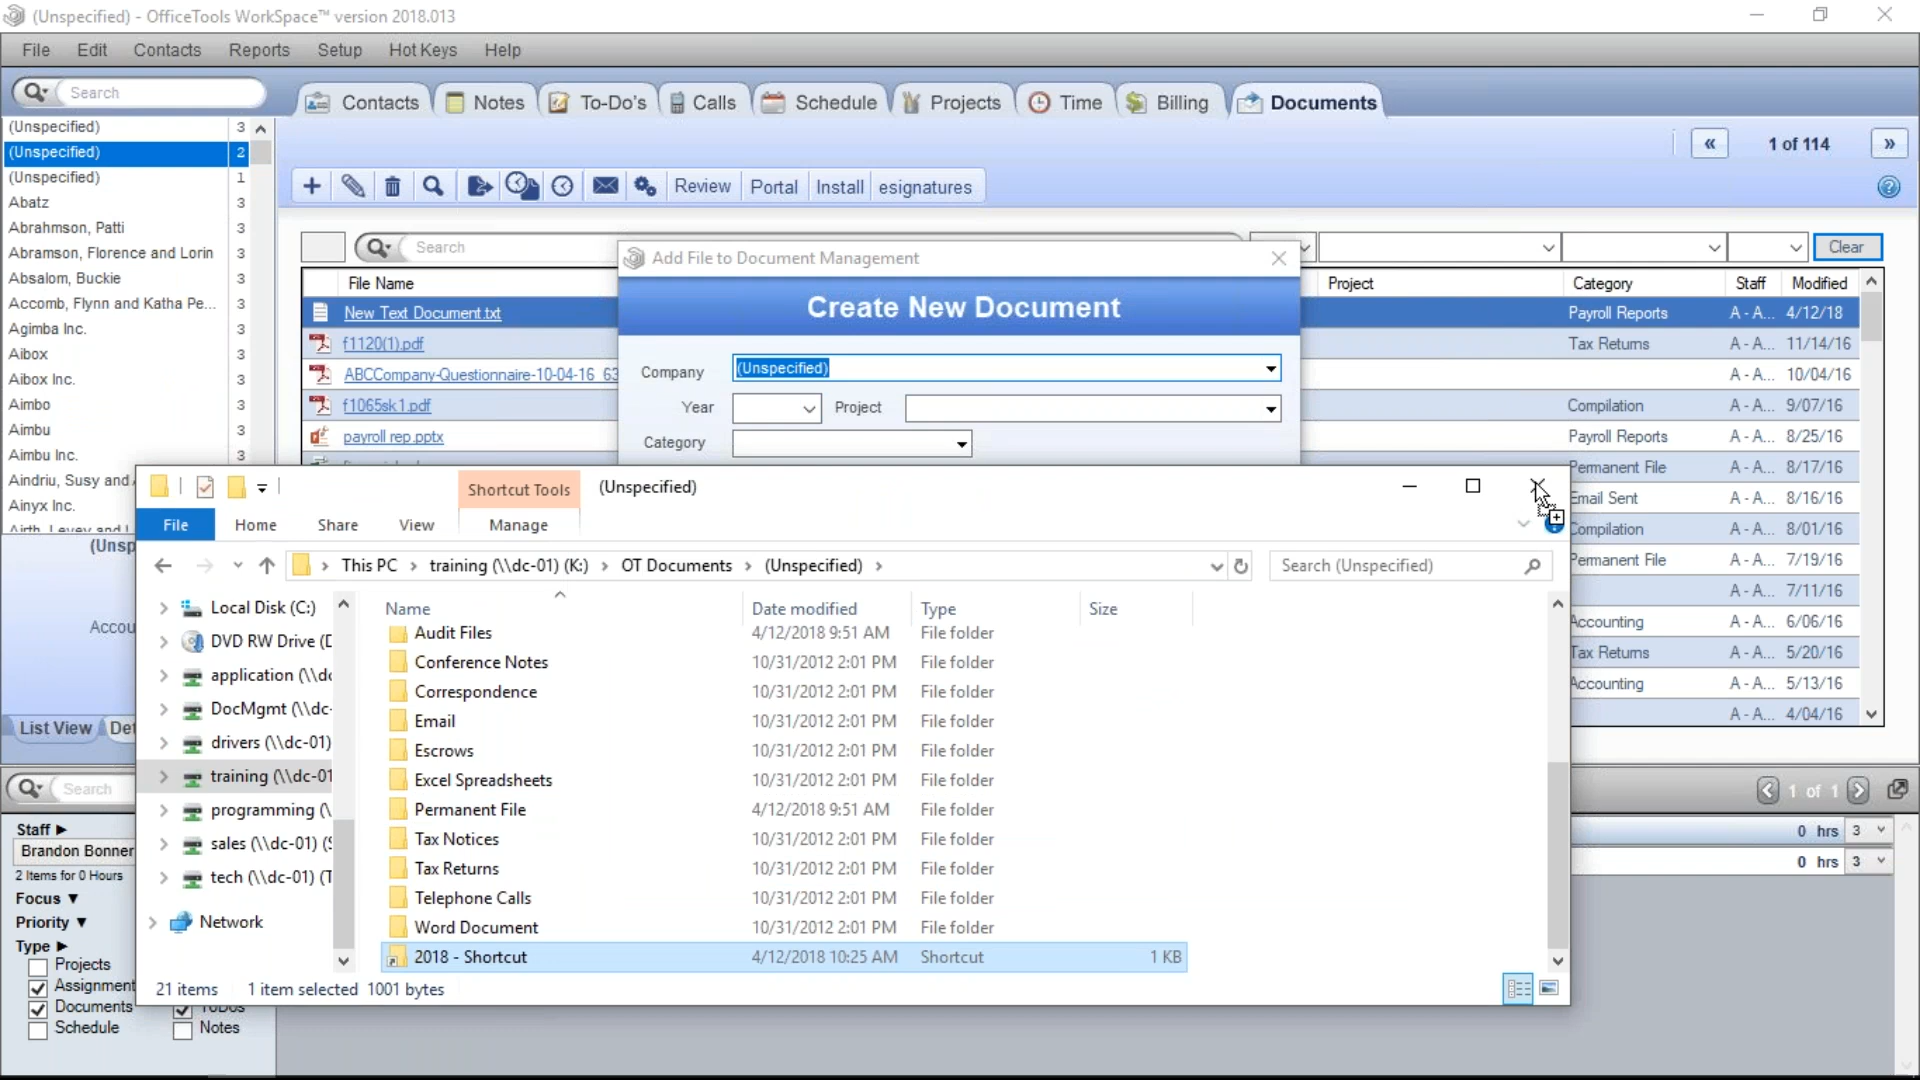 (Unspecified) - OfficeTools WorkSpace™ version 2018.013
File Edit Contacts Reports Setup Hot Keys Help
Search
Contacts Notes To-Do's Calls Schedule Projects Time Billing Documents
(Unspecified) 3
(Unspecified) 2
(Unspecified) 1
Abatz 3
Abrahmson, Patti 3
Abramson, Florence and Lorin 3
Absalom, Buckie 3
Accomb, Flynn and Katha Pe... 3
Agimba Inc. 3
Aibox 3
Aibox Inc. 3
Aimbo 3
Aimbu 3
Aimbu Inc. 3
Aindriu, Susy and
Ainyx Inc.
(Unsp
Accou
List View Det
« 1 of 114 »
Review Portal Install esignatures
Search
Clear
File Name Project Category Staff Modified
New Text Document.txt Payroll Reports A - A... 4/12/18
f1120(1).pdf Tax Returns A - A... 11/14/16
ABCCompany-Questionnaire-10-04-16_63 A - A... 10/04/16
f1065sk1.pdf Compilation A - A... 9/07/16
payroll rep.pptx Payroll Reports A - A... 8/25/16
Permanent File A - A... 8/17/16
Email Sent A - A... 8/16/16
Compilation A - A... 8/01/16
Permanent File A - A... 7/19/16
A - A... 7/11/16
Accounting A - A... 6/06/16
Tax Returns A - A... 5/20/16
Accounting A - A... 5/13/16
A - A... 4/04/16
Add File to Document Management
Create New Document
Company (Unspecified)
Year Project
Category
Shortcut Tools (Unspecified)
File Home Share View Manage
This PC › training (\\dc-01) (K:) › OT Documents › (Unspecified) ›
Search (Unspecified)
Local Disk (C:)
DVD RW Drive (D
application (\\dc
DocMgmt (\\dc-
drivers (\\dc-01)
training (\\dc-01
programming (\
sales (\\dc-01) (S
tech (\\dc-01) (T
Network
Name Date modified Type Size
Audit Files 4/12/2018 9:51 AM File folder
Conference Notes 10/31/2012 2:01 PM File folder
Correspondence 10/31/2012 2:01 PM File folder
Email 10/31/2012 2:01 PM File folder
Escrows 10/31/2012 2:01 PM File folder
Excel Spreadsheets 10/31/2012 2:01 PM File folder
Permanent File 4/12/2018 9:51 AM File folder
Tax Notices 10/31/2012 2:01 PM File folder
Tax Returns 10/31/2012 2:01 PM File folder
Telephone Calls 10/31/2012 2:01 PM File folder
Word Document 10/31/2012 2:01 PM File folder
2018 - Shortcut 4/12/2018 10:25 AM Shortcut 1 KB
21 items 1 item selected 1001 bytes
Search
1 of 1
0 hrs 3
0 hrs 3
Staff
Brandon Bonner
2 Items for 0 Hours
Focus
Priority
Type
Projects
Assignment
Documents ToDos
Schedule Notes